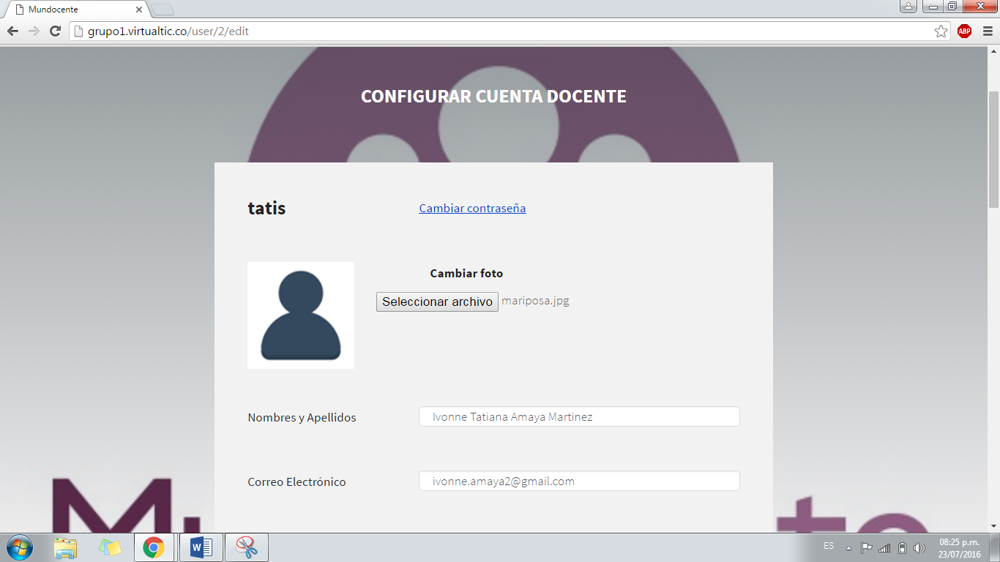 Mundocente
grupo1.virtualtic.co/user/2/edit
ABP
CONFIGURAR CUENTA DOCENTE
tatis
Cambiar contraseña
Cambiar foto
Seleccionar archivo mariposa.jpg
Nombres y Apellidos
Ivonne Tatiana Amaya Martinez
Correo Electrónico
ivonne.amaya2@gmail.com
ES
08:25 p.m.
23/07/2016